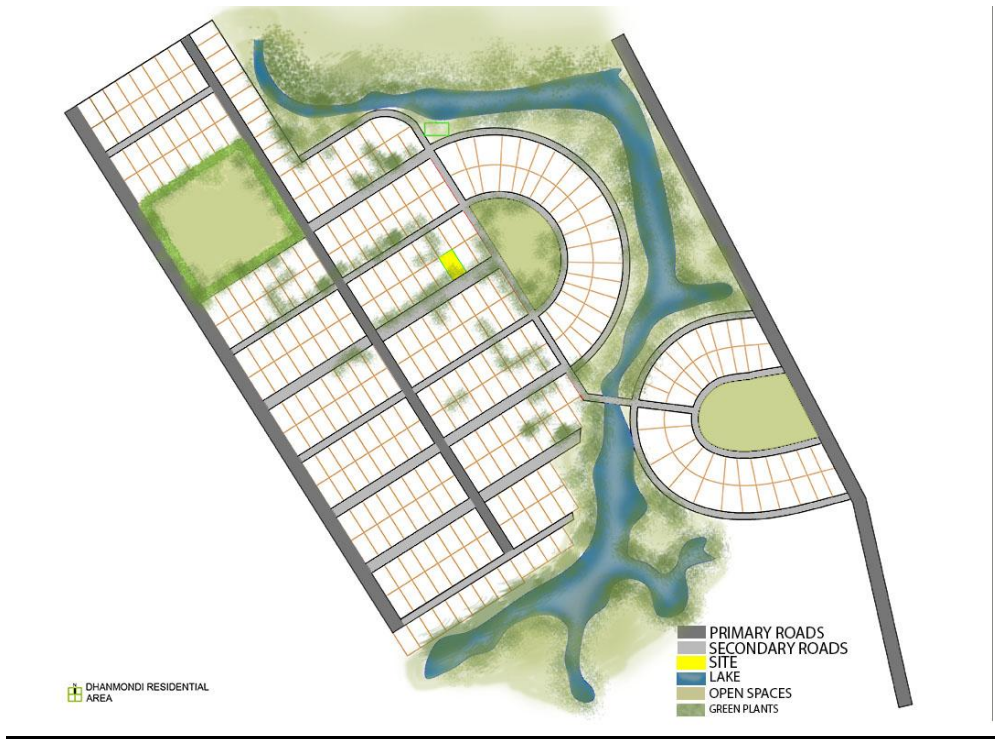 PRIMARY ROADS
SECONDARY ROADS
SITE
LAKE
OPEN SPACES
GREEN PLANTS
N
DHANMONDI RESIDENTIAL
AREA